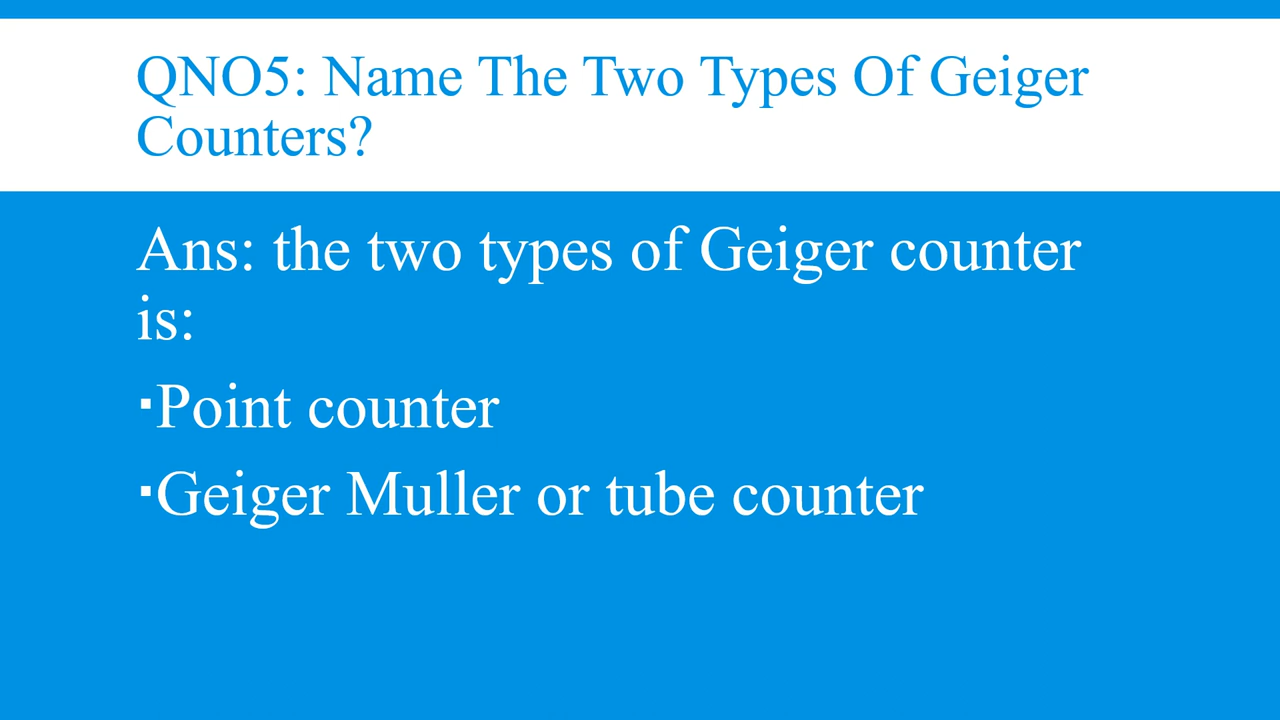 QNO5: Name The Two Types Of Geiger
Counters?
Ans: the two types of Geiger counter
is:
▪Point counter
▪Geiger Muller or tube counter